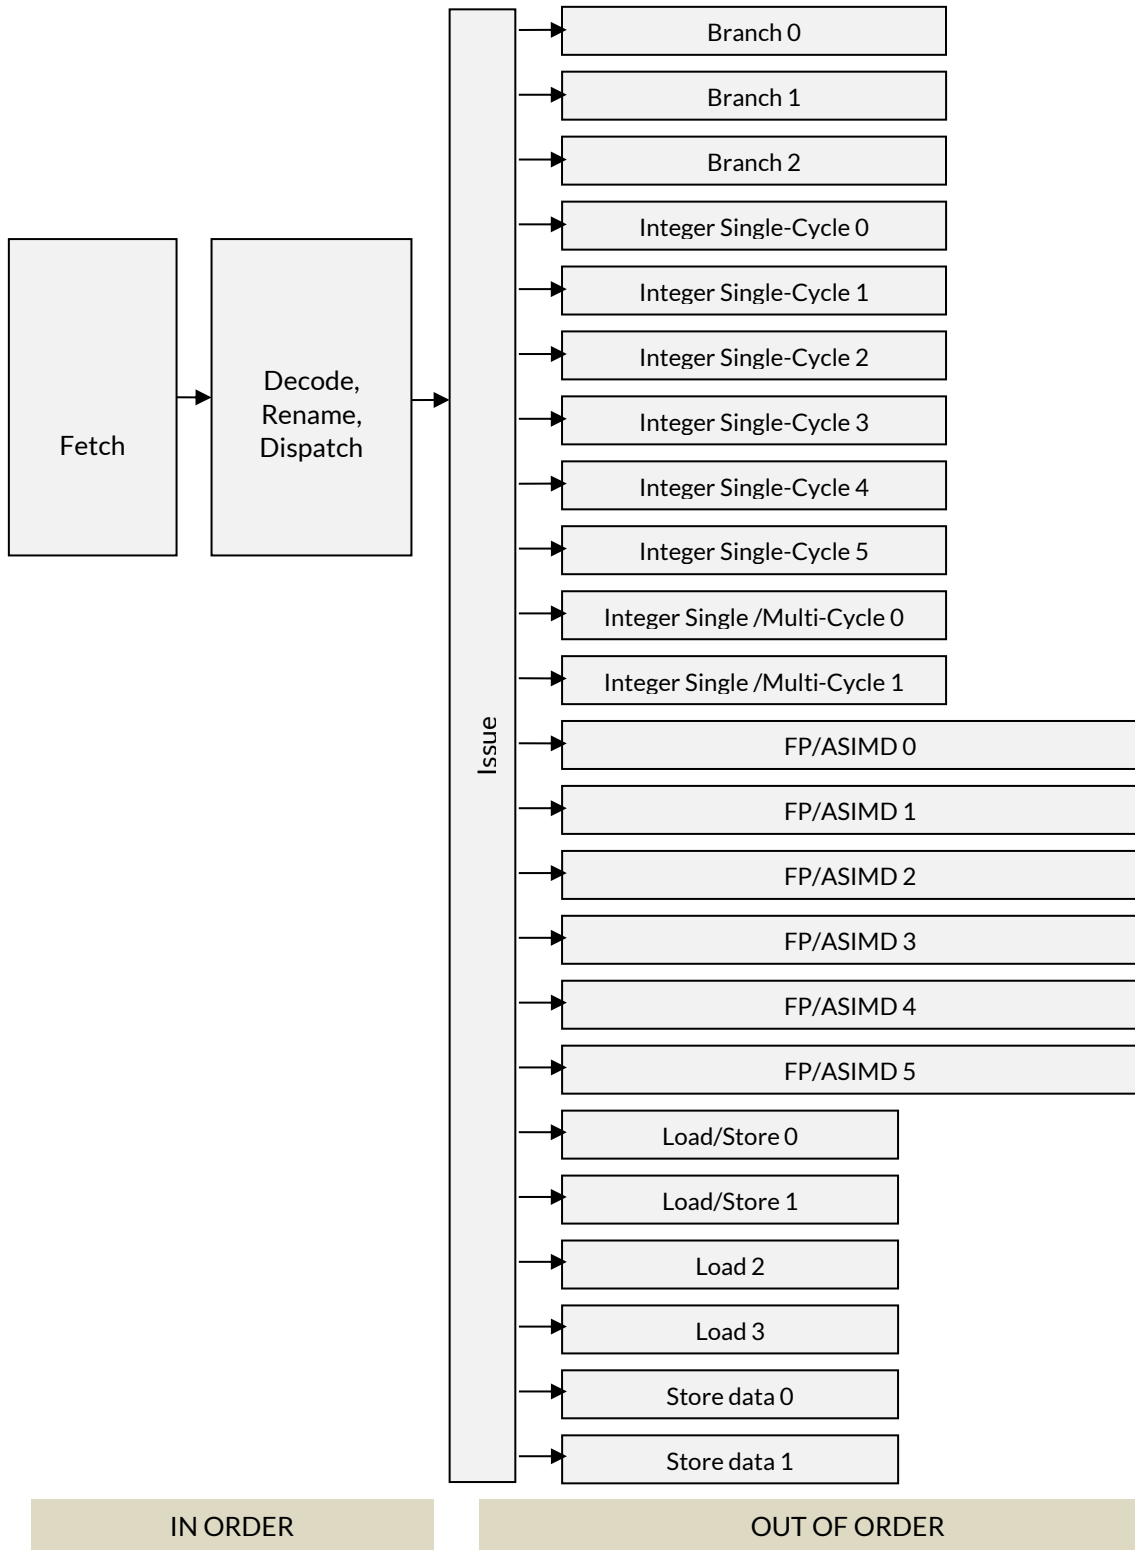 Fetch
Decode,
Rename,
Dispatch
Issue
Branch 0
Branch 1
Branch 2
Integer Single-Cycle 0
Integer Single-Cycle 1
Integer Single-Cycle 2
Integer Single-Cycle 3
Integer Single-Cycle 4
Integer Single-Cycle 5
Integer Single /Multi-Cycle 0
Integer Single /Multi-Cycle 1
FP/ASIMD 0
FP/ASIMD 1
FP/ASIMD 2
FP/ASIMD 3
FP/ASIMD 4
FP/ASIMD 5
Load/Store 0
Load/Store 1
Load 2
Load 3
Store data 0
Store data 1
IN ORDER
OUT OF ORDER